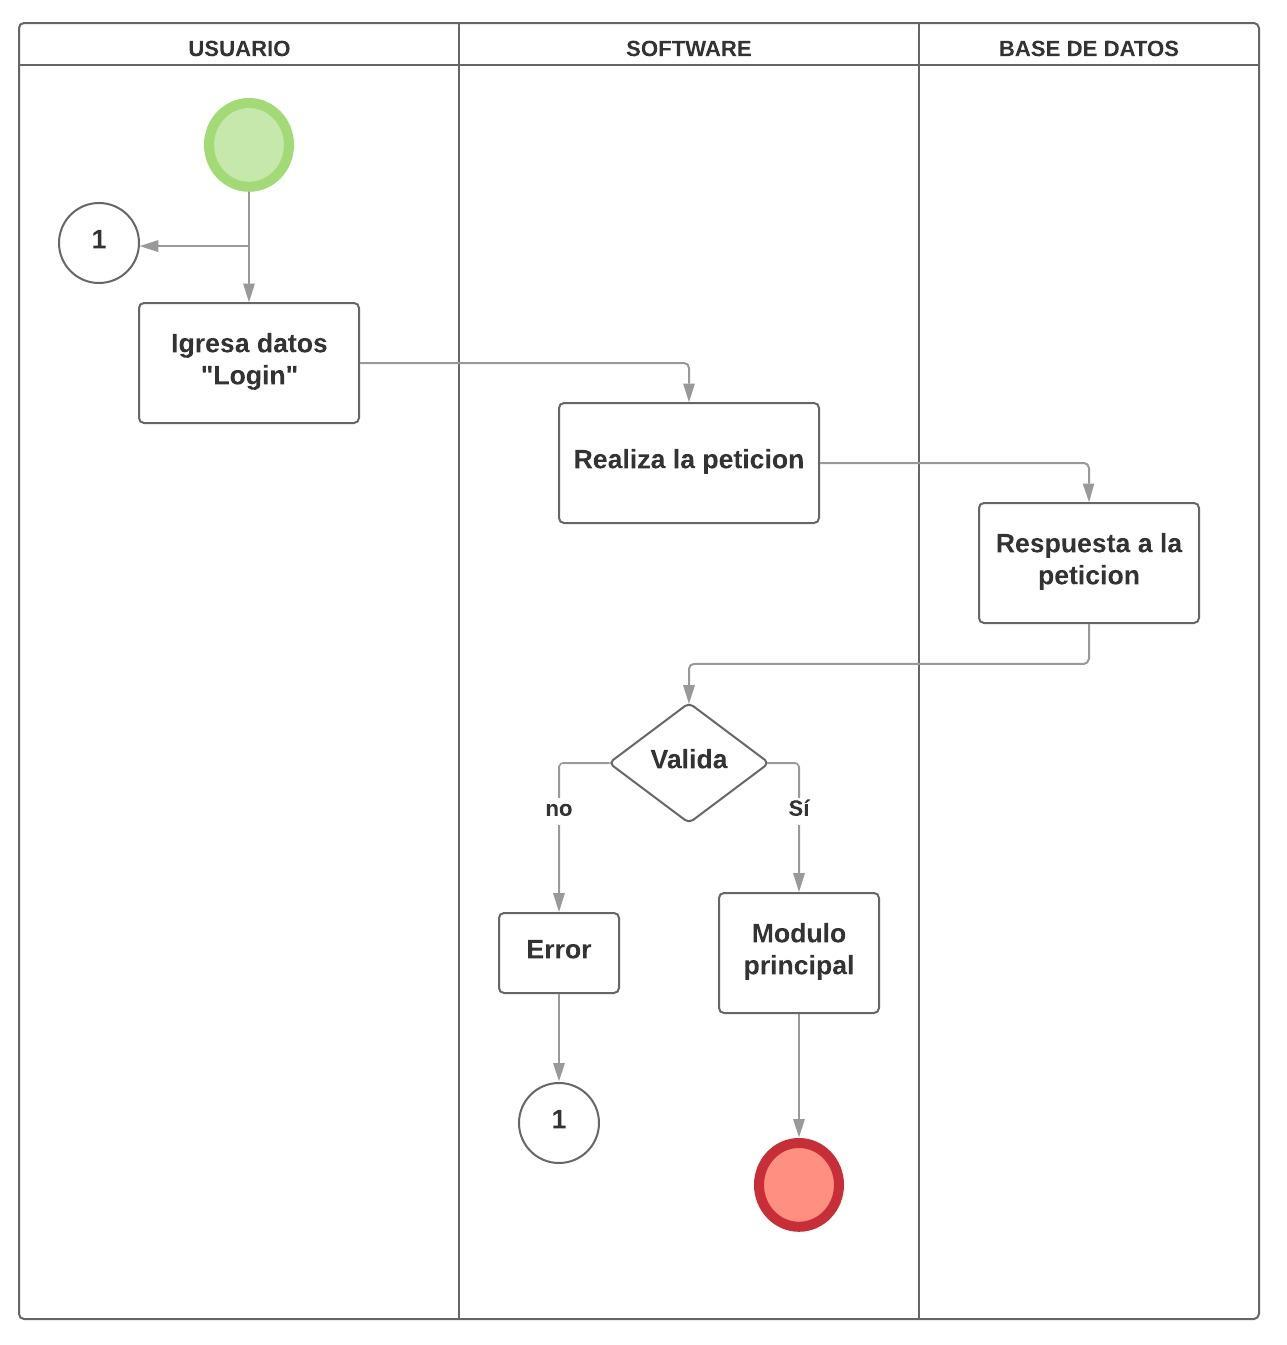 USUARIO
SOFTWARE
BASE DE DATOS
1
Igresa datos
"Login"
Realiza la peticion
Respuesta a la
peticion
Valida
no
Sí
Error
Modulo
principal
1